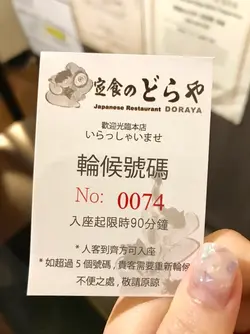 定食のどらや
Japanese Restaurant DORAYA
歡迎光臨本店
いらっしゃいませ
輪候號碼
No: 0074
入座起限時90分鐘
* 人客到齊方可入座
* 如超過 5 個號碼 , 貴客需要重新輪候
不便之處 , 敬請原諒